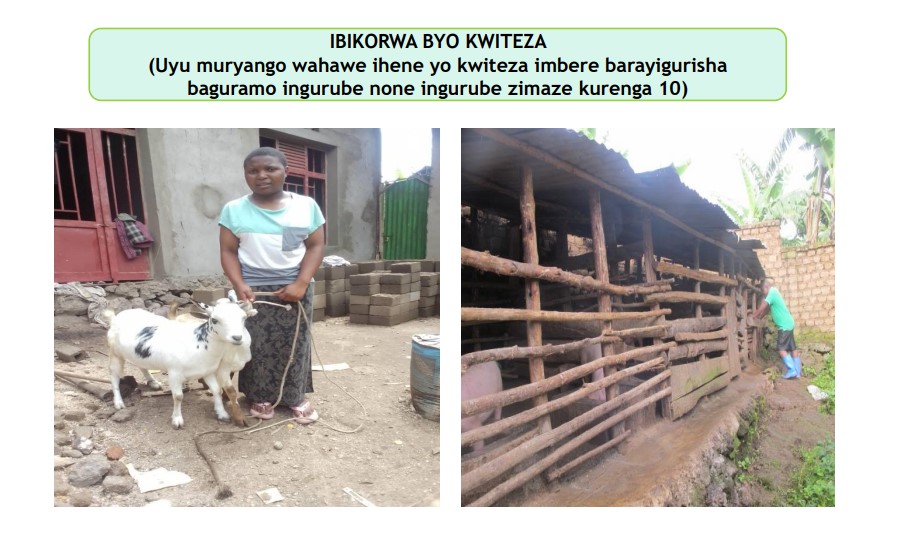 IBIKORWA BYO KWITEZA
(Uyu muryango wahawe ihene yo kwiteza imbere barayigurisha
baguramo ingurube none ingurube zimaze kurenga 10)